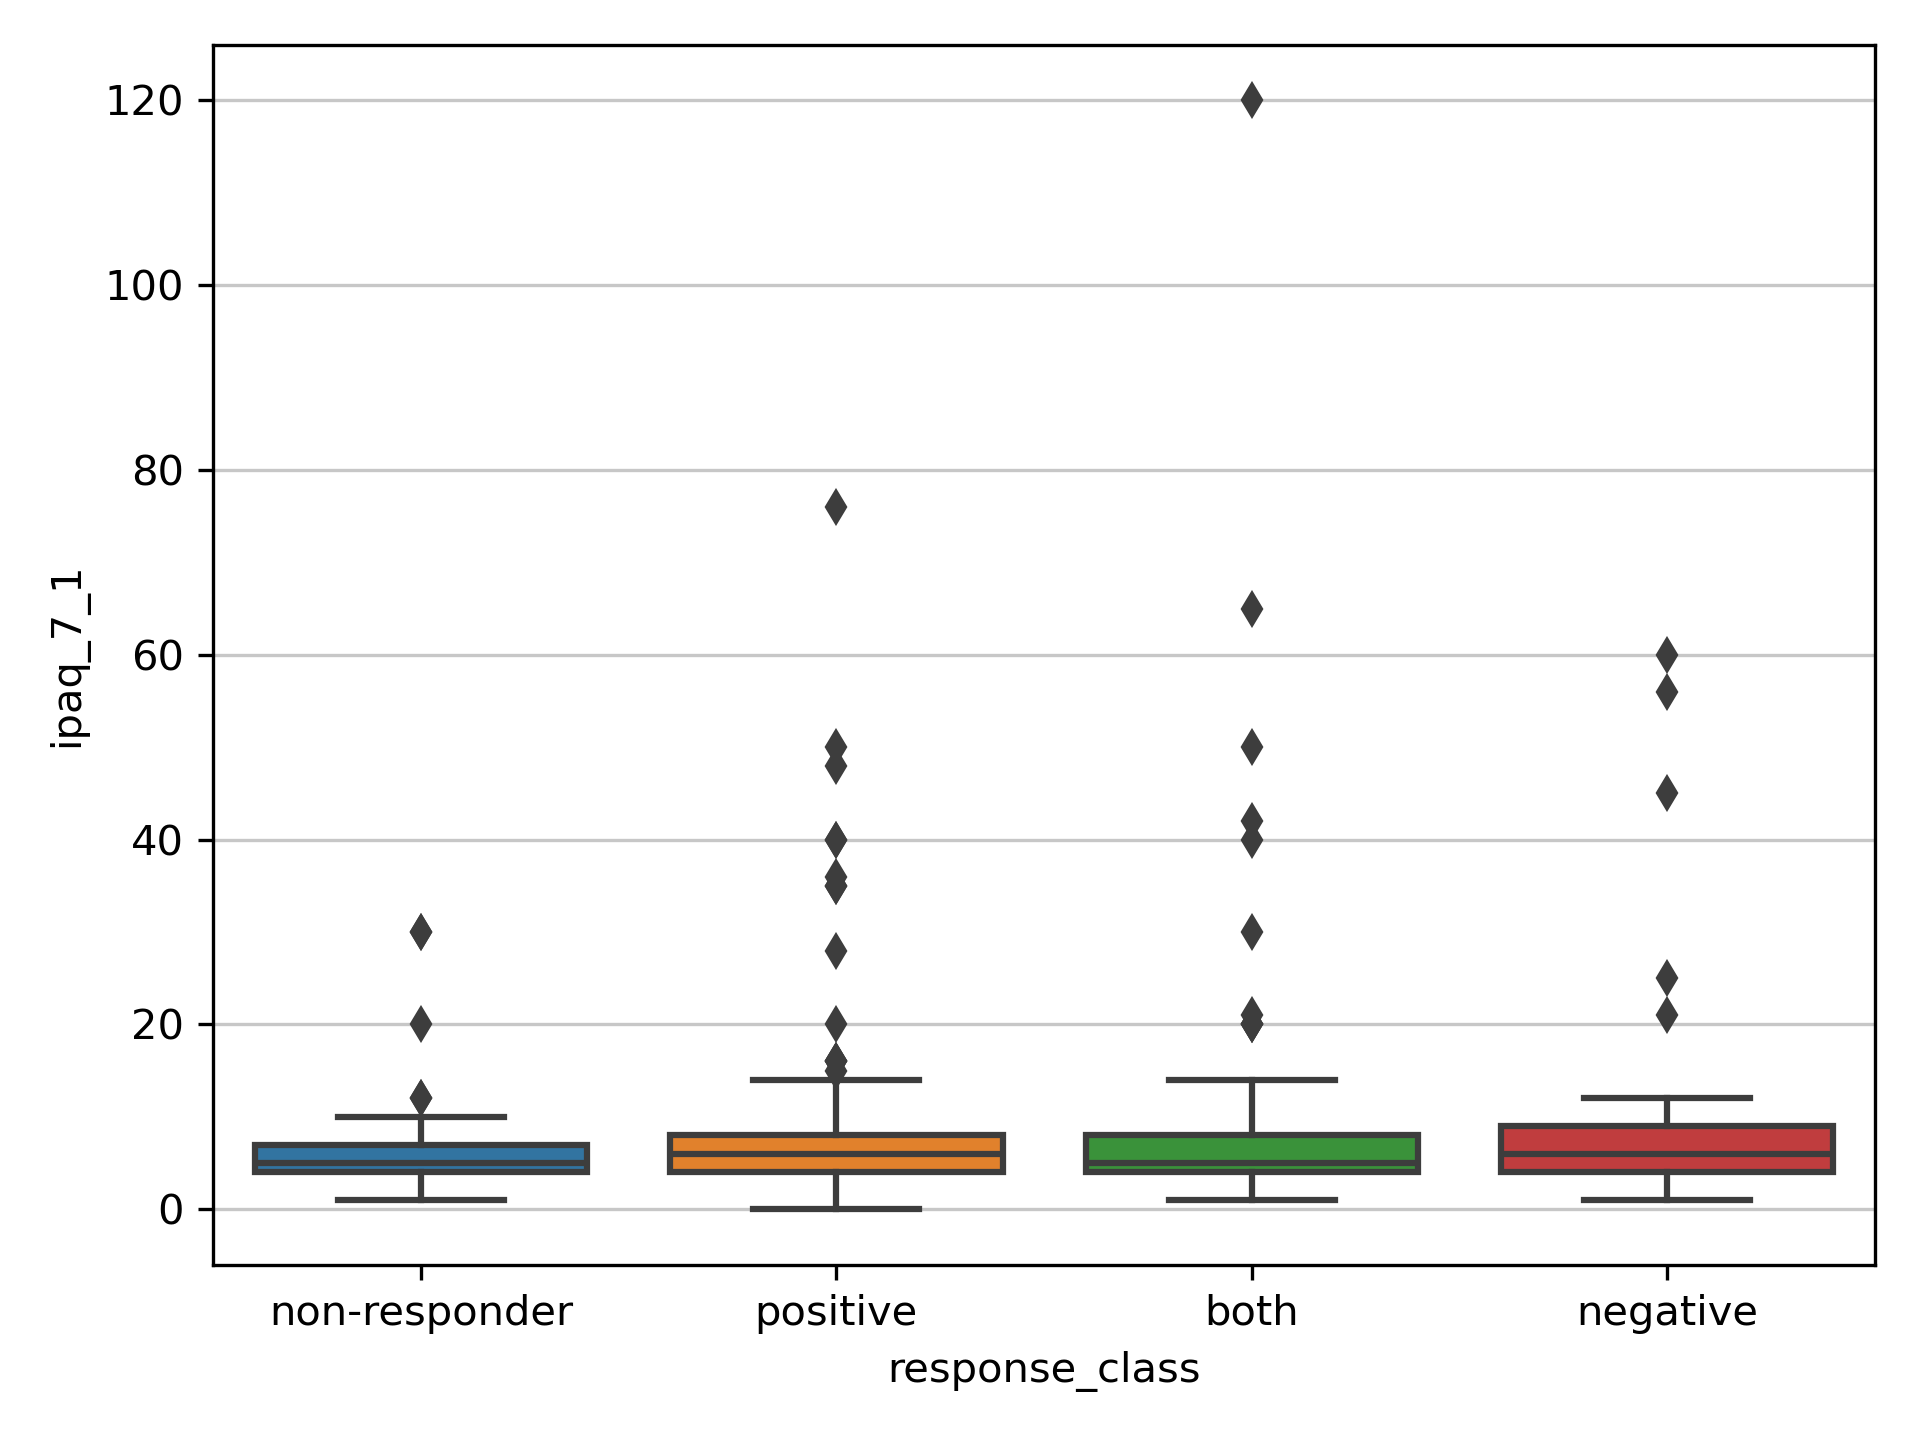 120
100
80
60
40
20
0
ipaq_7_1
non-responder positive both negative
response_class